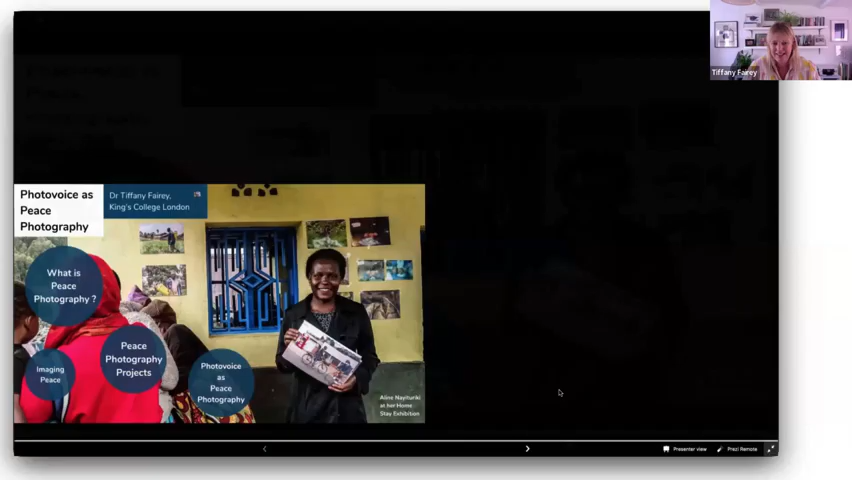 Tiffany Fairey
Photovoice as
Peace
Photography
Dr Tiffany Fairey,
King's College London
What is
Peace
Photography ?
Peace
Photography
Projects
Imaging
Peace
Photovoice
as
Peace
Photography
Aline Nayituriki
at her Home
Stay Exhibition
Presenter view
Prezi Remote